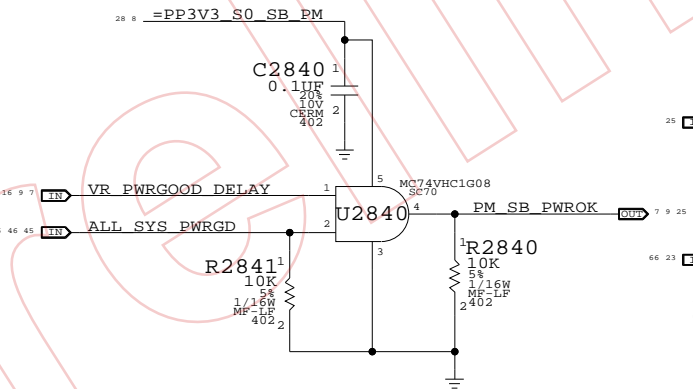 28 8 =PP3V3_S0_SB_PM
C2840 1
0.1UF
20%
10V 2
CERM
402
25
5
MC74VHC1G08
SC70
16 9 7 IN VR_PWRGOOD_DELAY 1
U2840
4 PM_SB_PWROK OUT 7 9 25
46 45 IN ALL_SYS_PWRGD 2
3
R2841 1
10K
5%
1/16W
MF-LF
402 2
1 R2840
10K
5%
1/16W
MF-LF
2 402
66 23